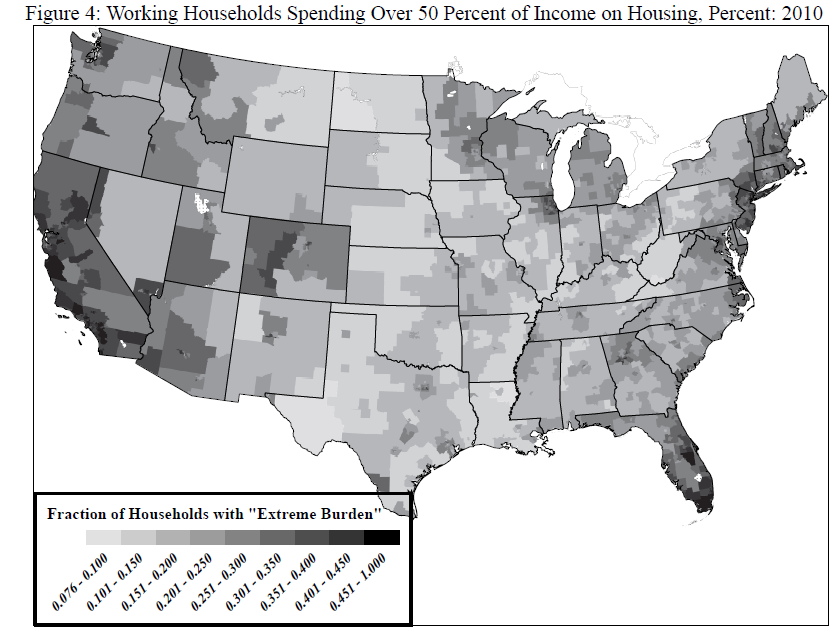 Figure 4: Working Households Spending Over 50 Percent of Income on Housing, Percent: 2010
Fraction of Households with "Extreme Burden"
0.076 - 0.100
0.101 - 0.150
0.151 - 0.200
0.201 - 0.250
0.251 - 0.300
0.301 - 0.350
0.351 - 0.400
0.401 - 0.450
0.451 - 1.000